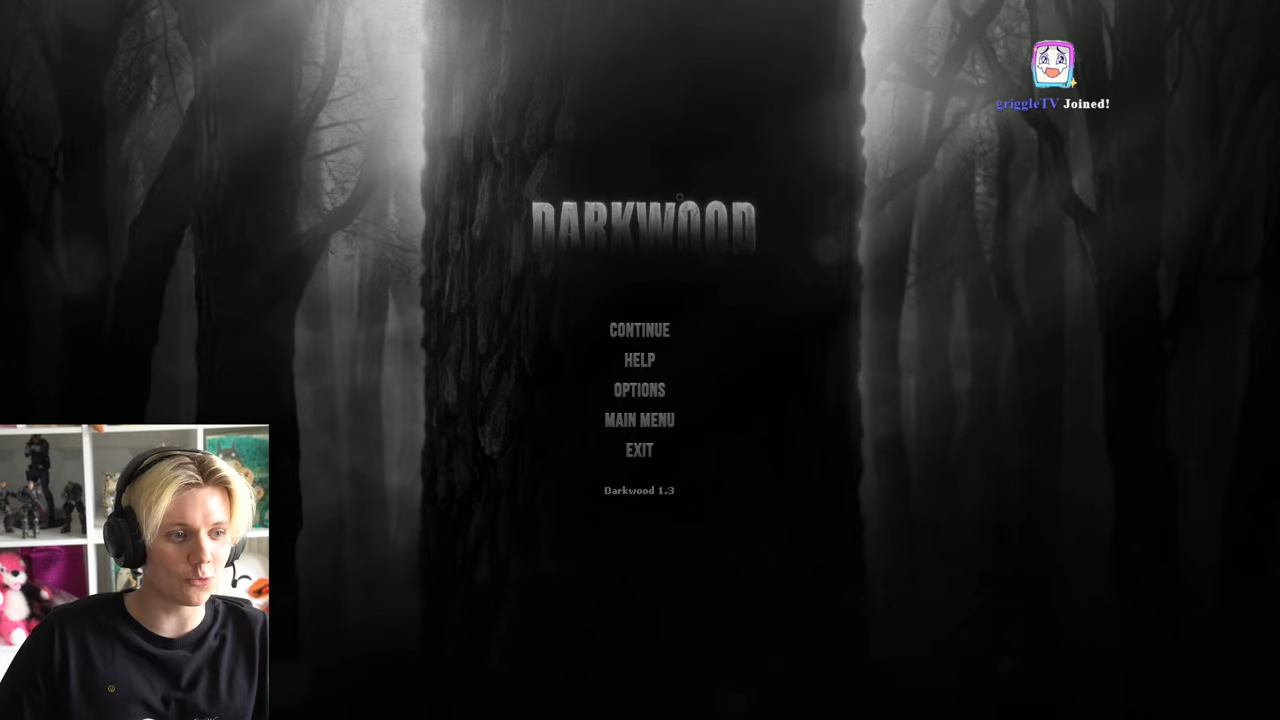 griggleTV Joined!
DARKWOOD
CONTINUE
HELP
OPTIONS
MAIN MENU
EXIT
Darkwood 1.3